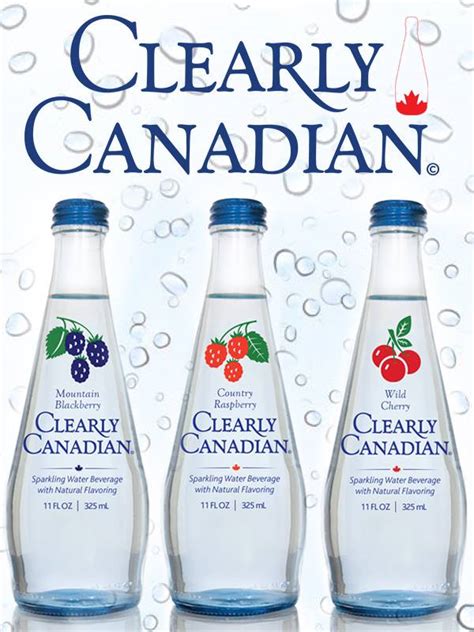 CLEARLY
CANADIAN
©
Mountain
Blackberry
CLEARLY
CANADIAN
Sparkling Water Beverage
with Natural Flavoring
11 FL OZ | 325 mL
Country
Raspberry
CLEARLY
CANADIAN
Sparkling Water Beverage
with Natural Flavoring
11 FL OZ | 325 mL
Wild
Cherry
CLEARLY
CANADIAN
Sparkling Water Beverage
with Natural Flavoring
11 FL OZ | 325 mL